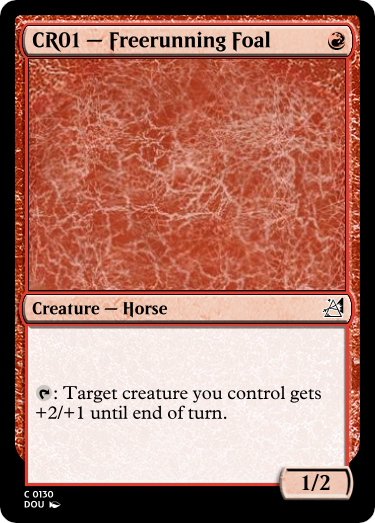 CR01 — Freerunning Foal
Creature — Horse
: Target creature you control gets
+2/+1 until end of turn.
1/2
C 0130
DOU